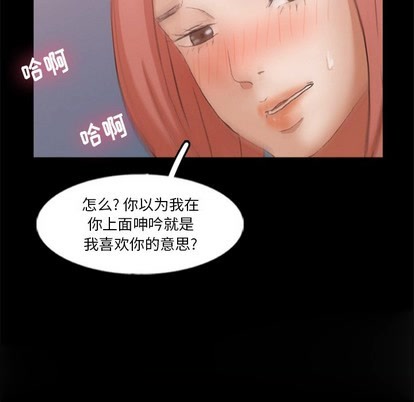 哈啊
哈啊
怎么? 你以为我在
你上面呻吟就是
我喜欢你的意思?